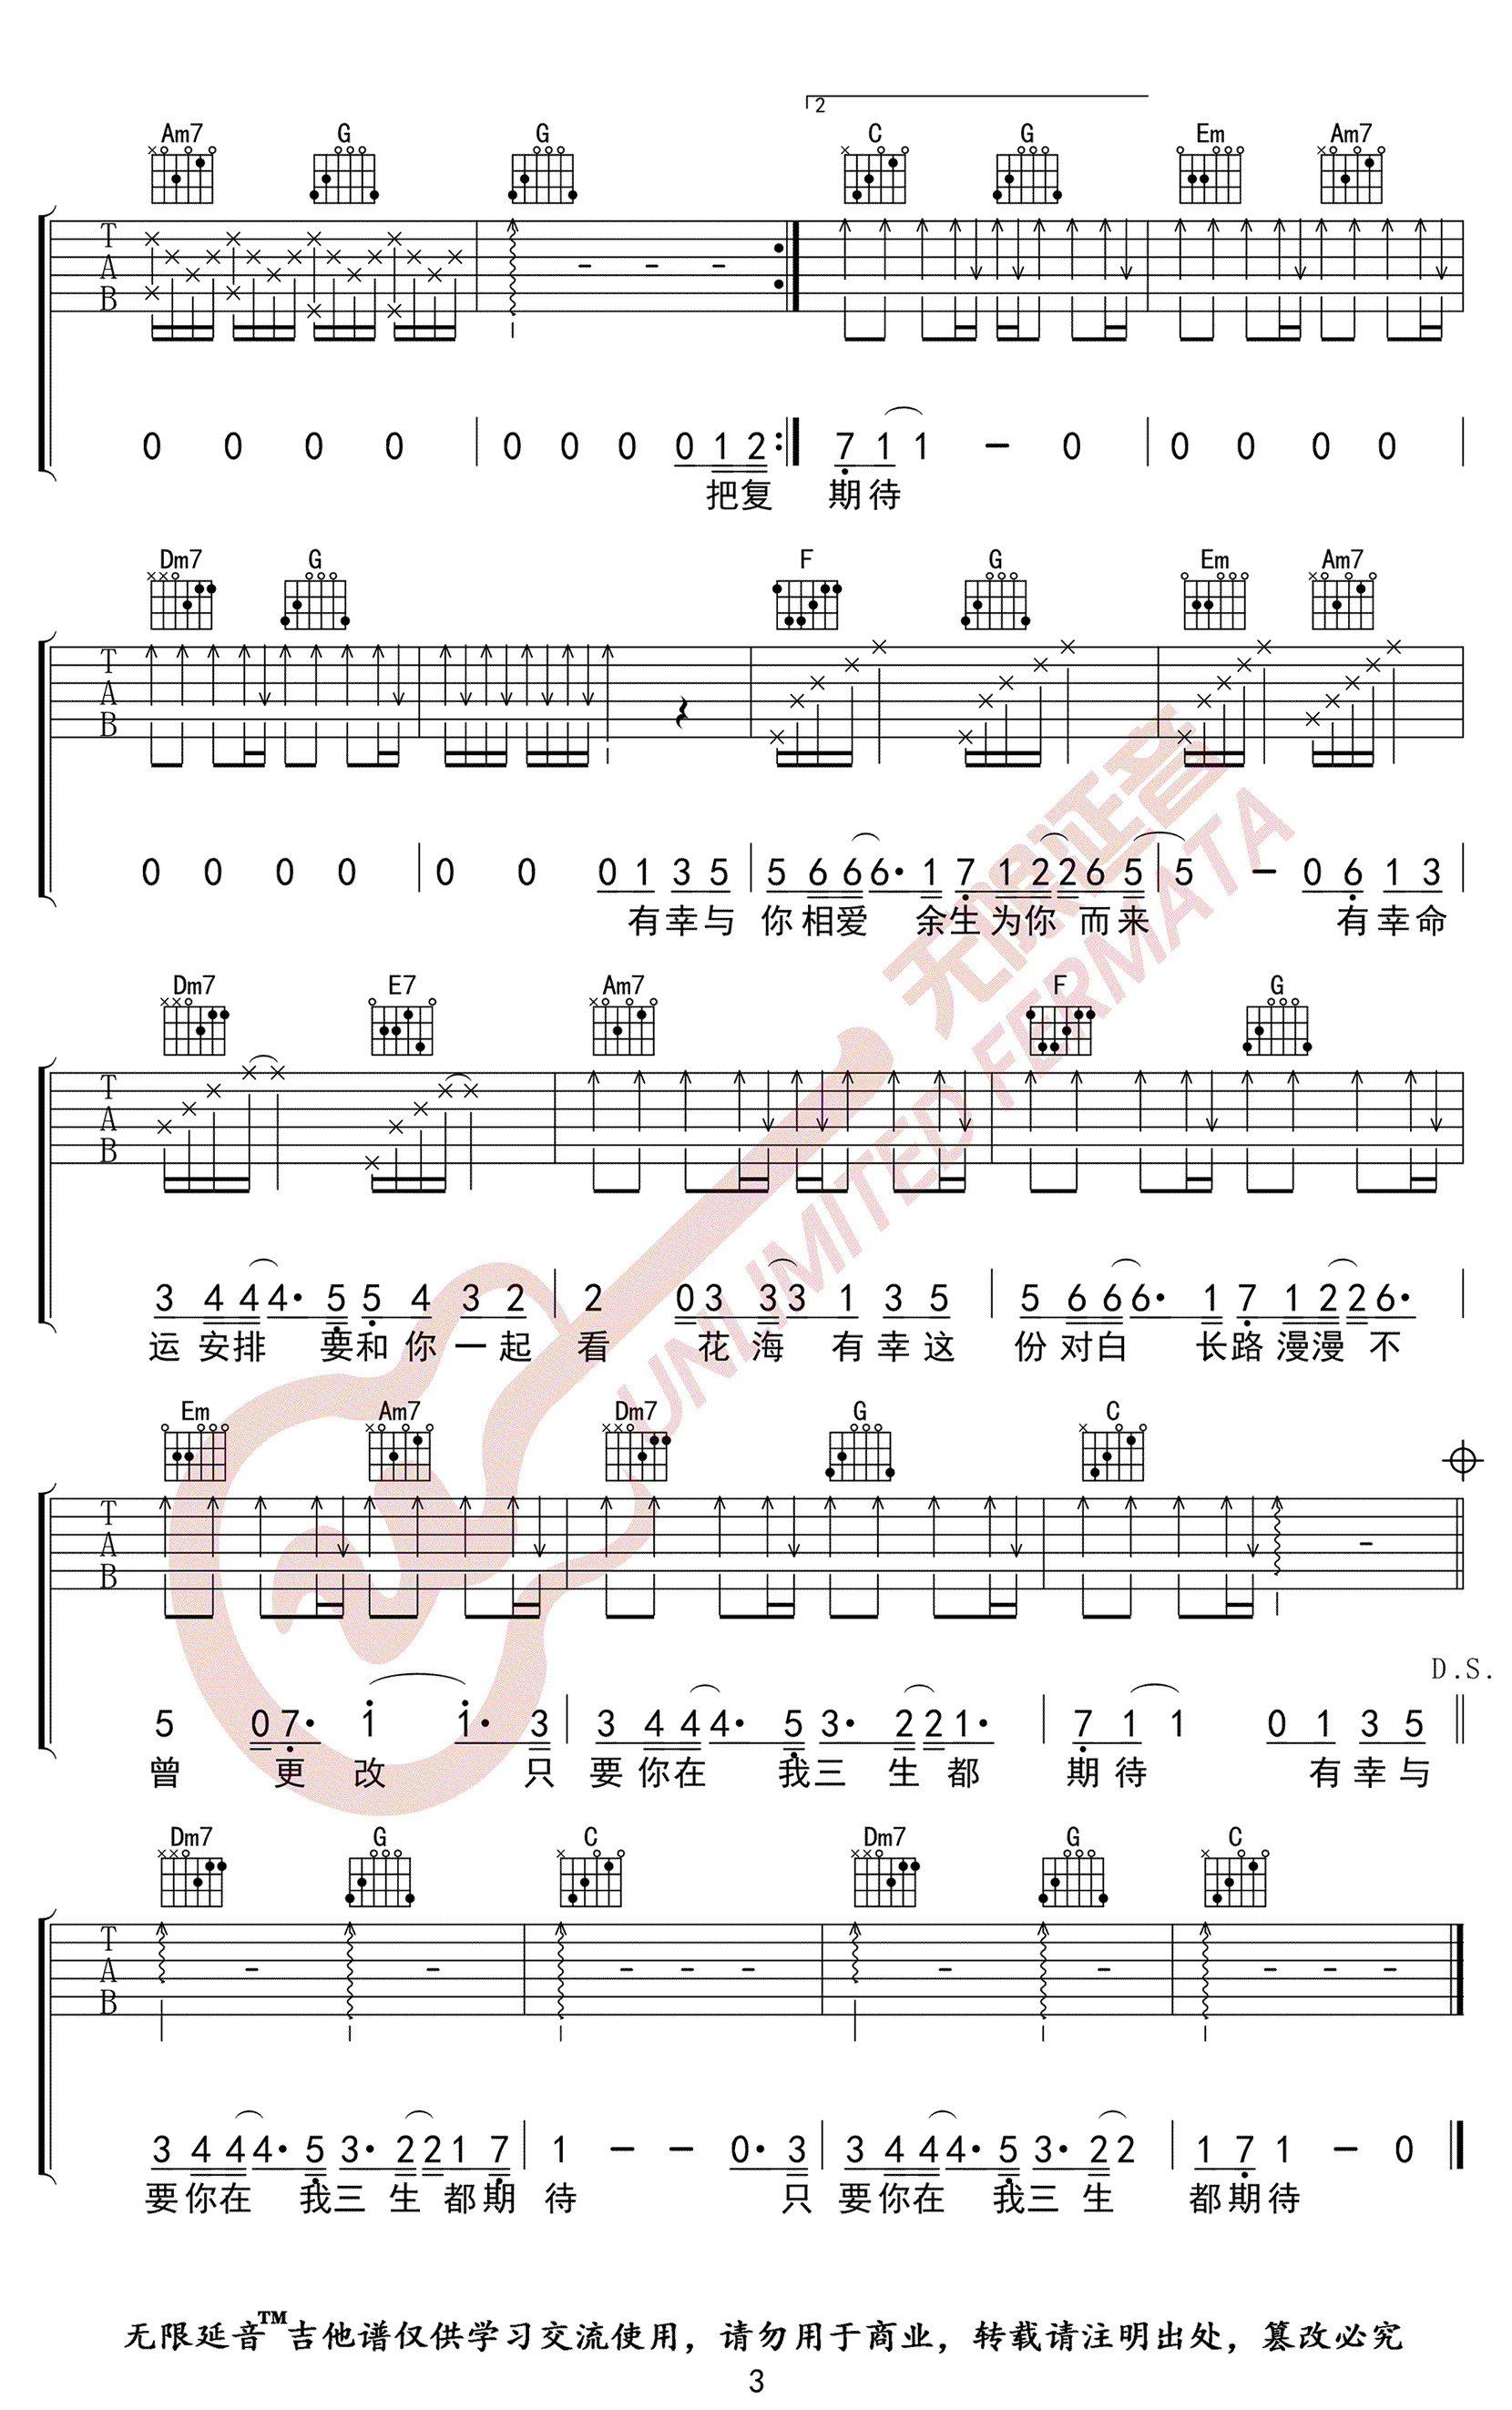 2
Am7 G G C G Em Am7
T
A
B
0 0 0 0 0 0 0 0 1 2 7 1 1 - 0 0 0 0 0
把复 期待
Dm7 G F G Em Am7
T
A
B
0 0 0 0 0 0 0 1 3 5 5 6 6 6· 1 7 1 2 2 6 5 5 - 0 6 1 3
有幸与 你相爱 余生为你而来 有幸命
Dm7 E7 Am7 F G
T
A
B
3 4 4 4· 5 5 4 3 2 2 0 3 3 3 1 3 5 5 6 6 6· 1 7 1 2 2 6·
运安排 要和你一起 看 花海 有幸这 份对白 长路漫漫不
Em Am7 Dm7 G C
T
A
B
D.S.
5 0 7· 1 1· 3 3 4 4 4· 5 3· 2 2 1· 7 1 1 0 1 3 5
曾 更 改 只 要你在 我三生都 期待 有幸与
Dm7 G C Dm7 G C
T
A
B
3 4 4 4· 5 3· 2 2 1 7 1 - - 0· 3 3 4 4 4· 5 3· 2 2 1 7 1 - 0
要你在 我三生都期 待 只 要你在 我三生 都期待
无限延音
UNLIMITED FERMATA
无限延音™吉他谱仅供学习交流使用，请勿用于商业，转载请注明出处，篡改必究
3